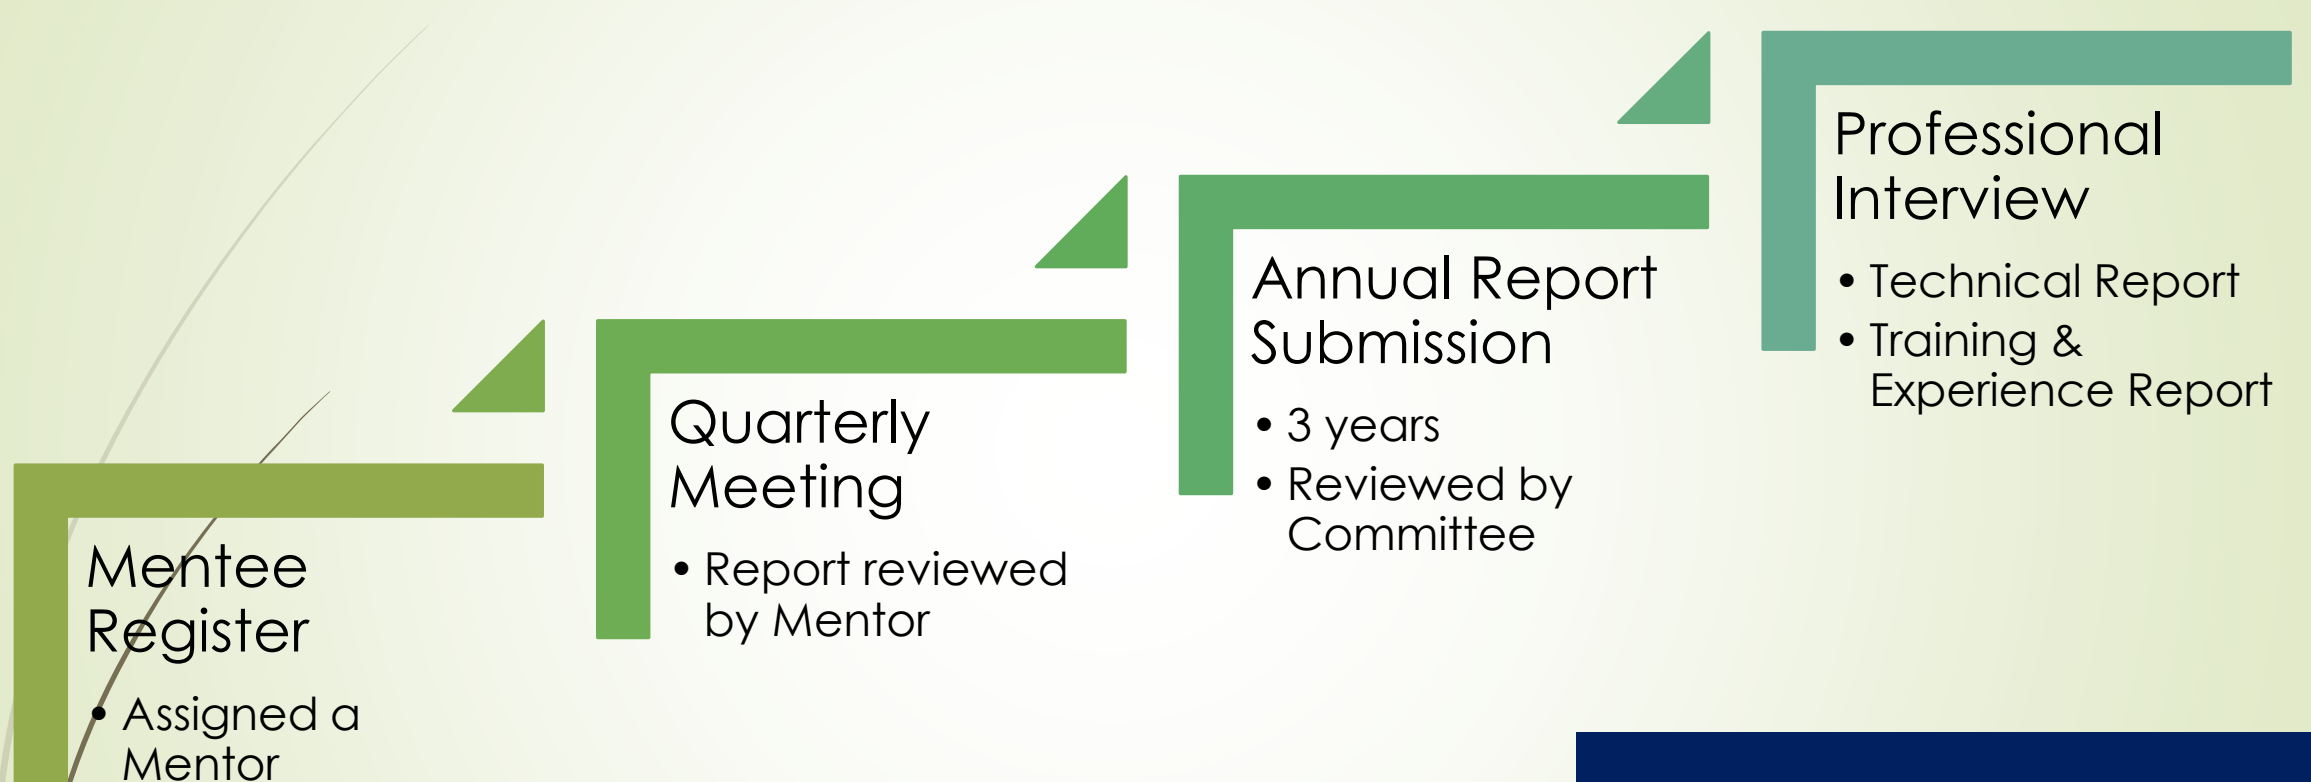 Mentee
Register
• Assigned a
Mentor
Quarterly
Meeting
• Report reviewed
by Mentor
Annual Report
Submission
• 3 years
• Reviewed by
Committee
Professional
Interview
• Technical Report
• Training &
Experience Report